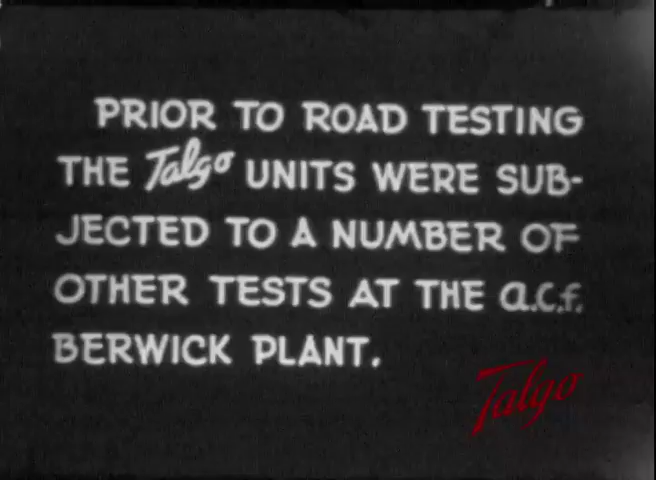 PRIOR TO ROAD TESTING
THE Talgo UNITS WERE SUB-
JECTED TO A NUMBER OF
OTHER TESTS AT THE a.c.f.
BERWICK PLANT.
Talgo